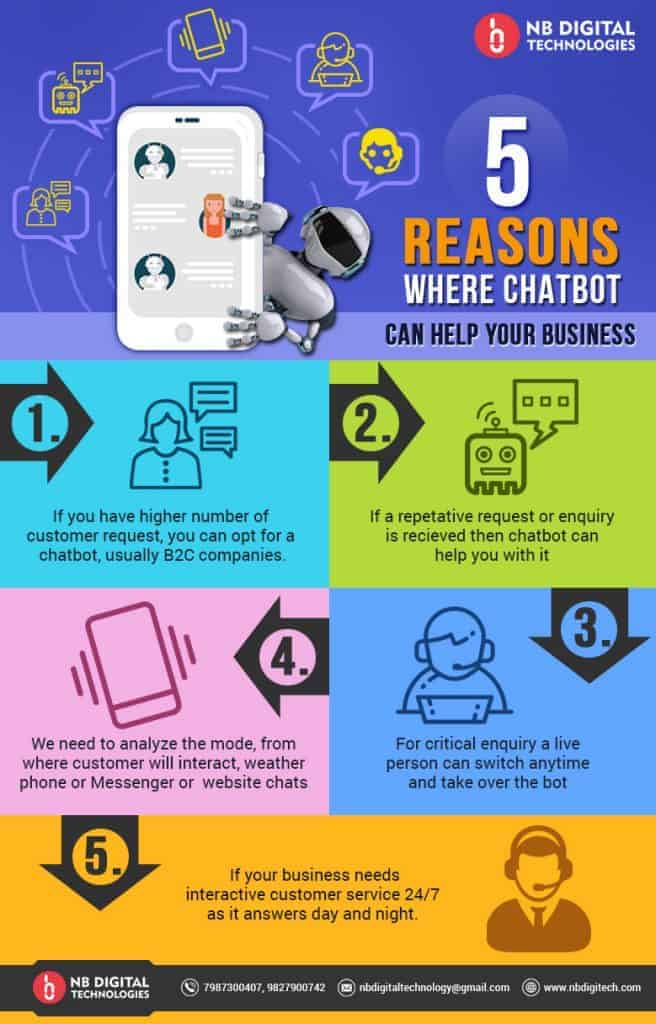 NB DIGITAL
TECHNOLOGIES
5
REASONS
WHERE CHATBOT
CAN HELP YOUR BUSINESS
1.
If you have higher number of
customer request, you can opt for a
chatbot, usually B2C companies.
2.
If a repetative request or enquiry
is recieved then chatbot can
help you with it
3.
For critical enquiry a live
person can switch anytime
and take over the bot
4.
We need to analyze the mode, from
where customer will interact, weather
phone or Messenger or website chats
5.
If your business needs
interactive customer service 24/7
as it answers day and night.
NB DIGITAL
TECHNOLOGIES
7987300407, 9827900742
nbdigitaltechnology@gmail.com
www.nbdigitech.com